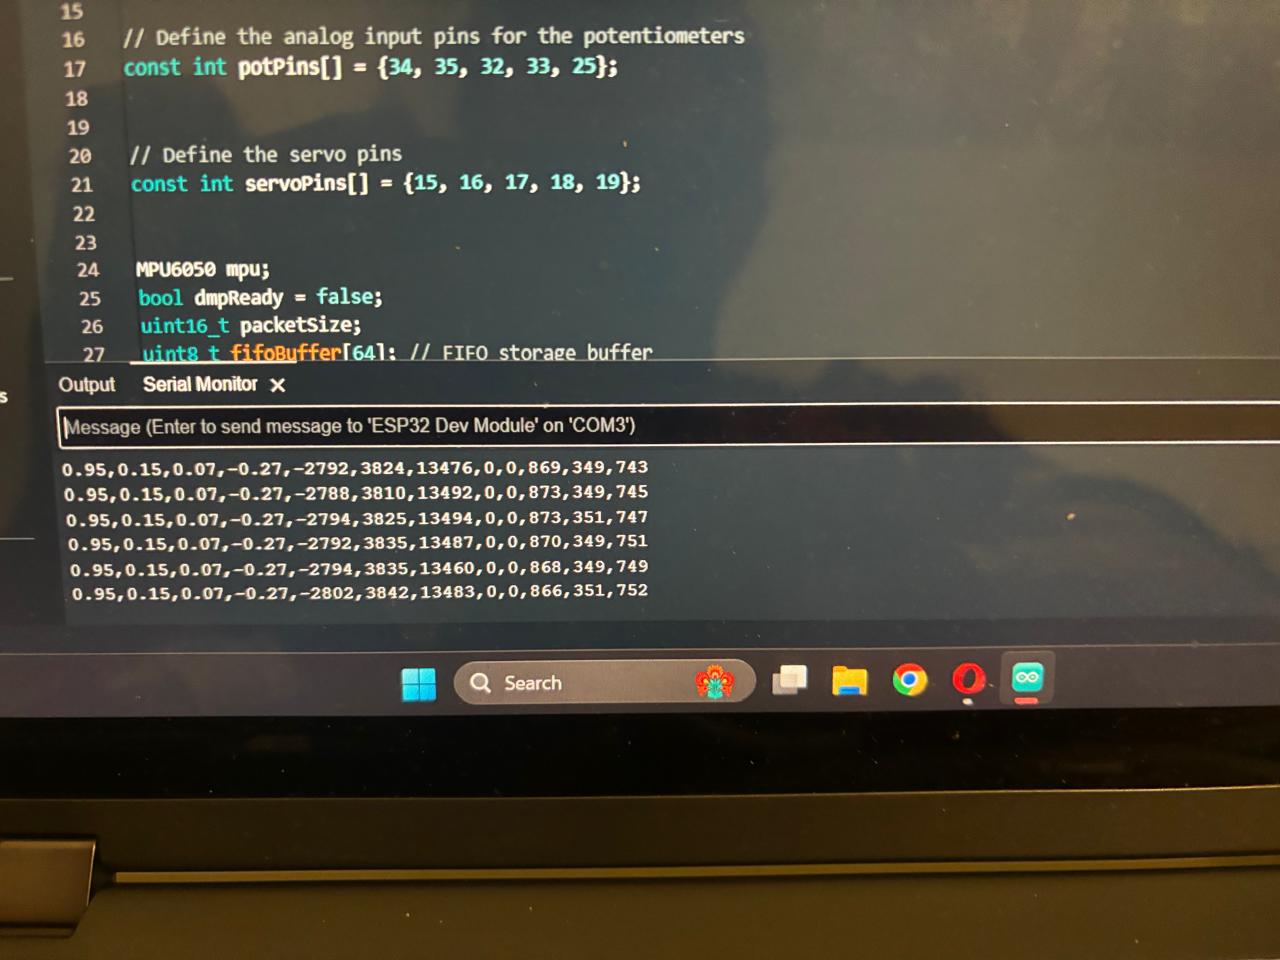 15
16 // Define the analog input pins for the potentiometers
17 const int potPins[] = {34, 35, 32, 33, 25};
18
19
20 // Define the servo pins
21 const int servoPins[] = {15, 16, 17, 18, 19};
22
23
24 MPU6050 mpu;
25 bool dmpReady = false;
26 uint16_t packetSize;
27 uint8_t fifoBuffer[64]; // FIFO storage buffer
s
Output Serial Monitor X
Message (Enter to send message to 'ESP32 Dev Module' on 'COM3')
0.95,0.15,0.07,-0.27,-2792,3824,13476,0,0,869,349,743
0.95,0.15,0.07,-0.27,-2788,3810,13492,0,0,873,349,745
0.95,0.15,0.07,-0.27,-2794,3825,13494,0,0,873,351,747
0.95,0.15,0.07,-0.27,-2792,3835,13487,0,0,870,349,751
0.95,0.15,0.07,-0.27,-2794,3835,13460,0,0,868,349,749
0.95,0.15,0.07,-0.27,-2802,3842,13483,0,0,866,351,752
Search